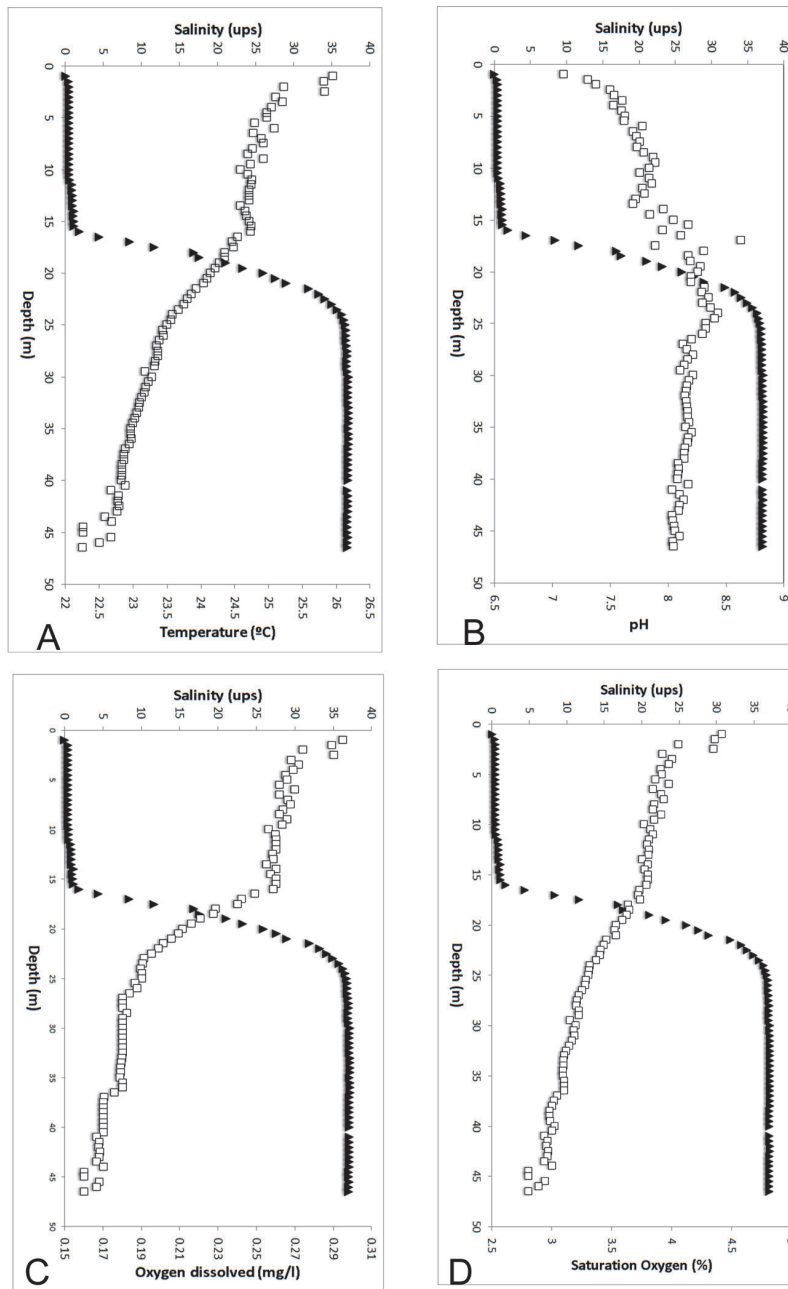 Salinity (ups)
0 5 10 15 20 25 30 35 40
0
5
10
15
20
25
30
35
40
45
50
Depth (m)
22 22.5 23 23.5 24 24.5 25 25.5 26 26.5
Temperature (ºC)
A
Salinity (ups)
0 5 10 15 20 25 30 35 40
0
5
10
15
20
25
30
35
40
45
50
Depth (m)
6.5 7 7.5 8 8.5 9
pH
B
Salinity (ups)
0 5 10 15 20 25 30 35 40
0
5
10
15
20
25
30
35
40
45
50
Depth (m)
0.15 0.17 0.19 0.21 0.23 0.25 0.27 0.29 0.31
Oxygen dissolved (mg/l)
C
Salinity (ups)
0 5 10 15 20 25 30 35 40
0
5
10
15
20
25
30
35
40
45
50
Depth (m)
2.5 3 3.5 4 4.5 5
Saturation Oxygen (%)
D